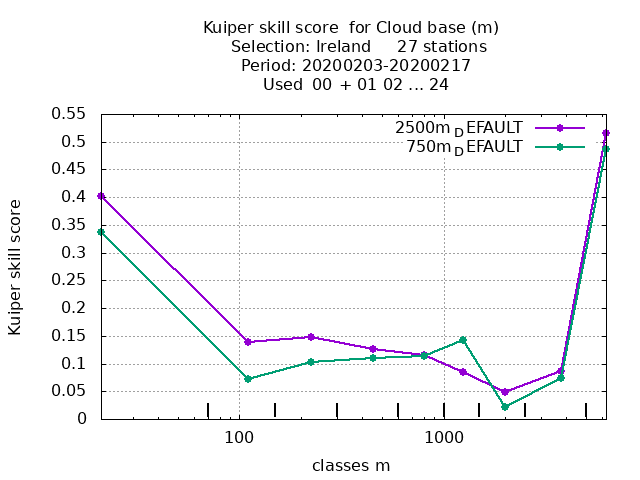 Kuiper skill score  for Cloud base (m)
Selection: Ireland     27 stations
Period: 20200203-20200217
Used  00  + 01 02 ... 24
2500m_DEFAULT
750m_DEFAULT
0.55
0.5
0.45
0.4
0.35
0.3
0.25
0.2
0.15
0.1
0.05
0
Kuiper skill score
100 1000
classes m